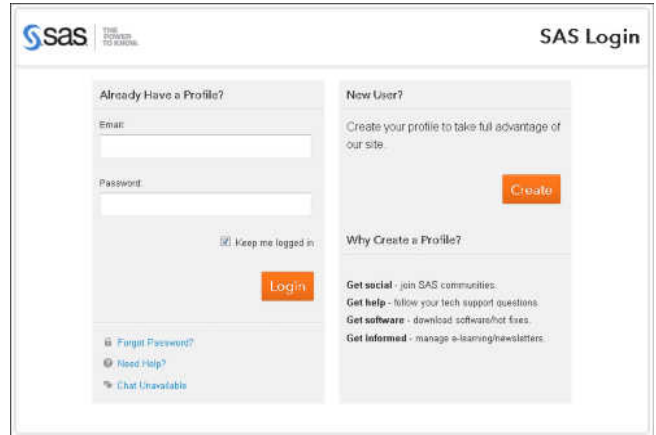 sas THE
POWER
TO KNOW.
SAS Login
Already Have a Profile?
Email:
Password:
Keep me logged in
Login
Forgot Password?
Need Help?
Chat Unavailable
New User?
Create your profile to take full advantage of
our site.
Create
Why Create a Profile?
Get social - join SAS communities.
Get help - follow your tech support questions.
Get software - download software/hot fixes.
Get informed - manage e-learning/newsletters.